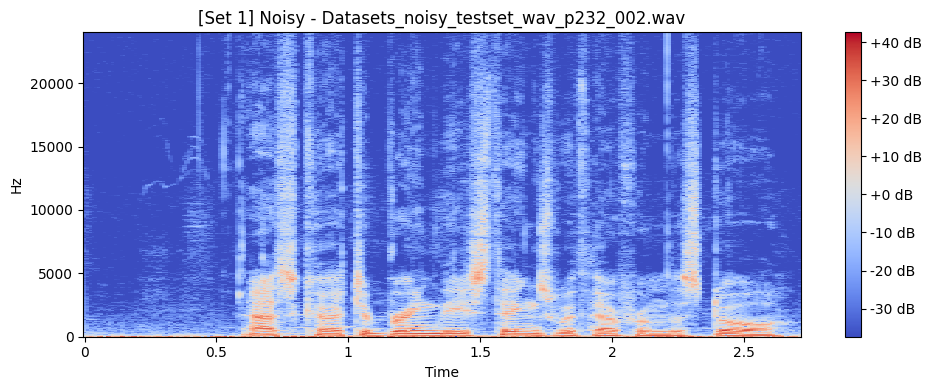 [Set 1] Noisy - Datasets_noisy_testset_wav_p232_002.wav
+40 dB
+30 dB
+20 dB
+10 dB
+0 dB
-10 dB
-20 dB
-30 dB
20000
15000
10000
5000
0
Hz
0
0.5
1
1.5
2
2.5
Time